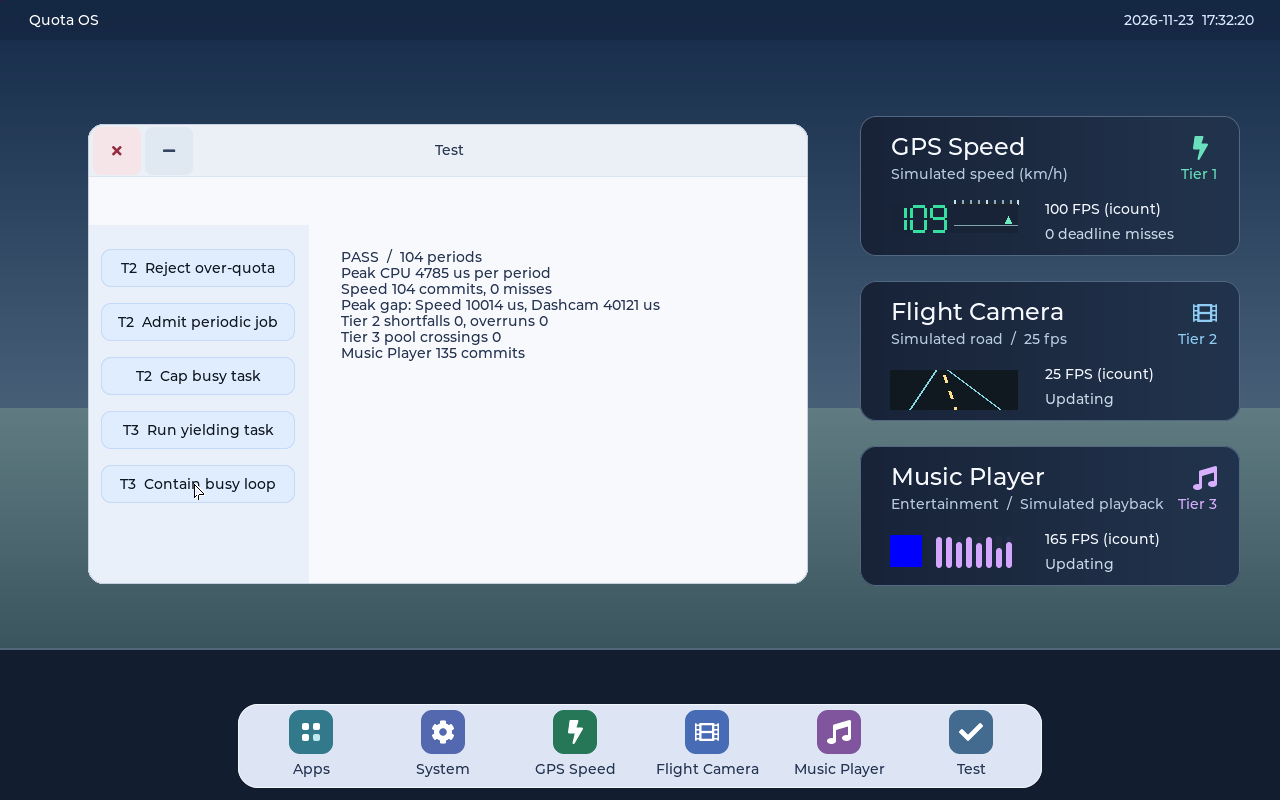 Quota OS
2026-11-23 17:32:20
Test
T2 Reject over-quota
T2 Admit periodic job
T2 Cap busy task
T3 Run yielding task
T3 Contain busy loop
PASS / 104 periods
Peak CPU 4785 us per period
Speed 104 commits, 0 misses
Peak gap: Speed 10014 us, Dashcam 40121 us
Tier 2 shortfalls 0, overruns 0
Tier 3 pool crossings 0
Music Player 135 commits
GPS Speed
Simulated speed (km/h)
Tier 1
109
100 FPS (icount)
0 deadline misses
Flight Camera
Simulated road / 25 fps
Tier 2
25 FPS (icount)
Updating
Music Player
Entertainment / Simulated playback
Tier 3
165 FPS (icount)
Updating
Apps
System
GPS Speed
Flight Camera
Music Player
Test